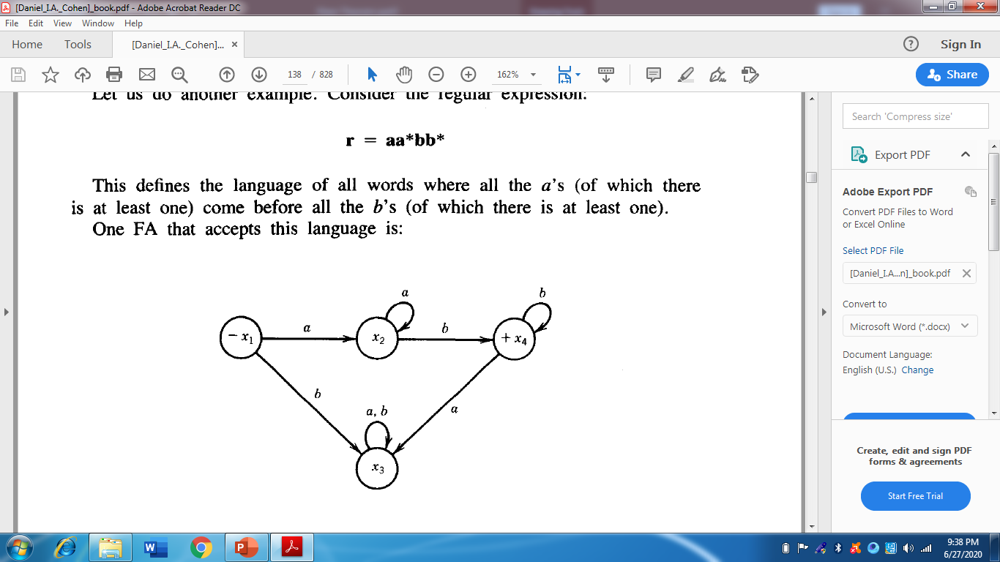 [Daniel_I.A._Cohen]_book.pdf - Adobe Acrobat Reader DC
File Edit View Window Help
Home Tools [Daniel_I.A._Cohen]... × Sign In
138 / 828 162% Share
Let us do another example. Consider the regular expression:
r = aa*bb*
This defines the language of all words where all the a's (of which there
is at least one) come before all the b's (of which there is at least one).
One FA that accepts this language is:
a b
− x1 a x2 b + x4
b a
a, b
x3
Search 'Compress size'
Export PDF
Adobe Export PDF
Convert PDF Files to Word
or Excel Online
Select PDF File
[Daniel_I.A...n]_book.pdf
Convert to
Microsoft Word (*.docx)
Document Language:
English (U.S.) Change
Create, edit and sign PDF
forms & agreements
Start Free Trial
9:38 PM
6/27/2020